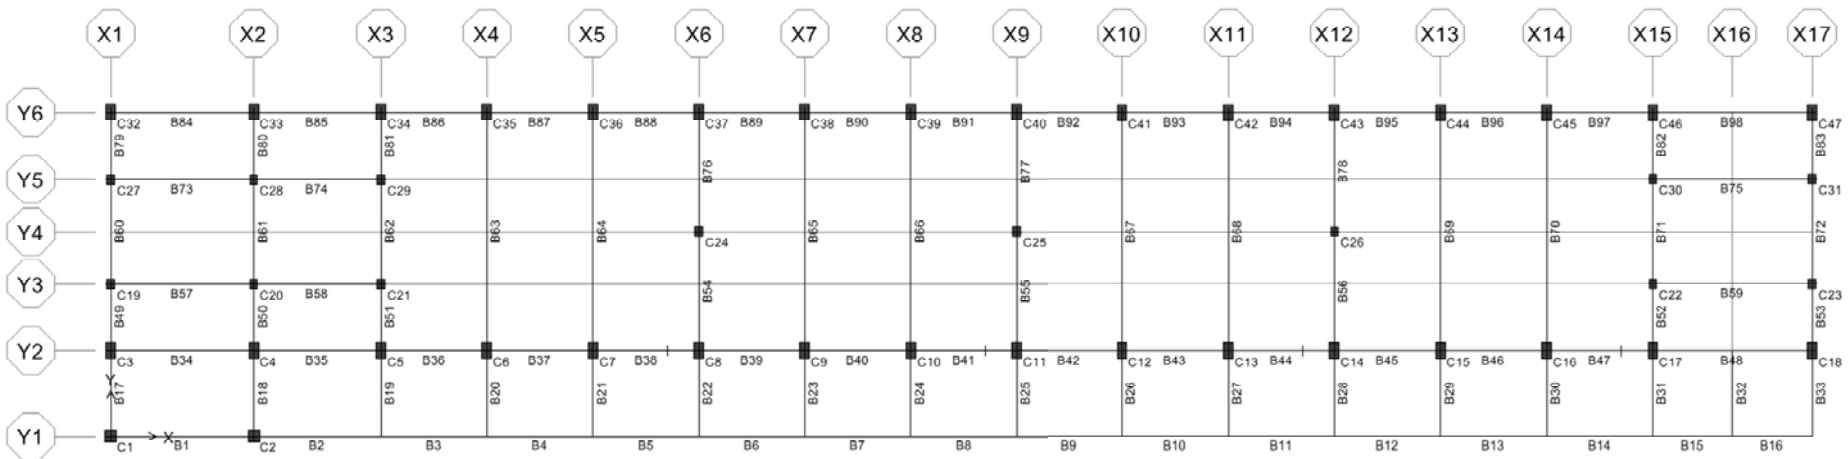 X1 X2 X3 X4 X5 X6 X7 X8 X9 X10 X11 X12 X13 X14 X15 X16 X17
Y6
C32 B84 C33 B85 C34 B86 C35 B87 C36 B88 C37 B89 C38 B90 C39 B91 C40 B92 C41 B93 C42 B94 C43 B95 C44 B96 C45 B97 C46 B98 C47
B79 B80 B81 B76 B77 B78 B82 B83
Y5
C27 B73 C28 B74 C29 C30 B75 C31
Y4
B60 B61 B62 B63 B64 C24 B65 B66 C25 B67 B68 C26 B69 B70 B71 B72
Y3
C19 B57 C20 B58 C21 B54 B55 B56 C22 B59 C23
B49 B50 B51 B52 B53
Y2
C3 B34 C4 B35 C5 B36 C6 B37 C7 B38 C8 B39 C9 B40 C10 B41 C11 B42 C12 B43 C13 B44 C14 B45 C15 B46 C16 B47 C17 B48 C18
Y
B17 B18 B19 B20 B21 B22 B23 B24 B25 B26 B27 B28 B29 B30 B31 B32 B33
Y1 X
C1 B1 C2 B2 B3 B4 B5 B6 B7 B8 B9 B10 B11 B12 B13 B14 B15 B16